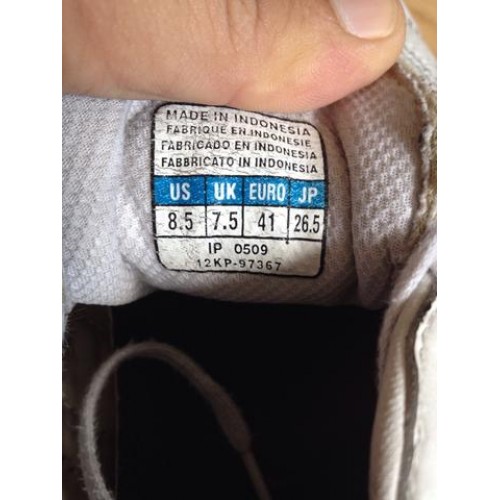 MADE IN INDONESIA
FABRIQUE EN INDONESIE
FABRICADO EN INDONESIA
FABBRICATO IN INDONESIA
US UK EURO JP
8.5 7.5 41 26.5
IP 0509
12KP-97367